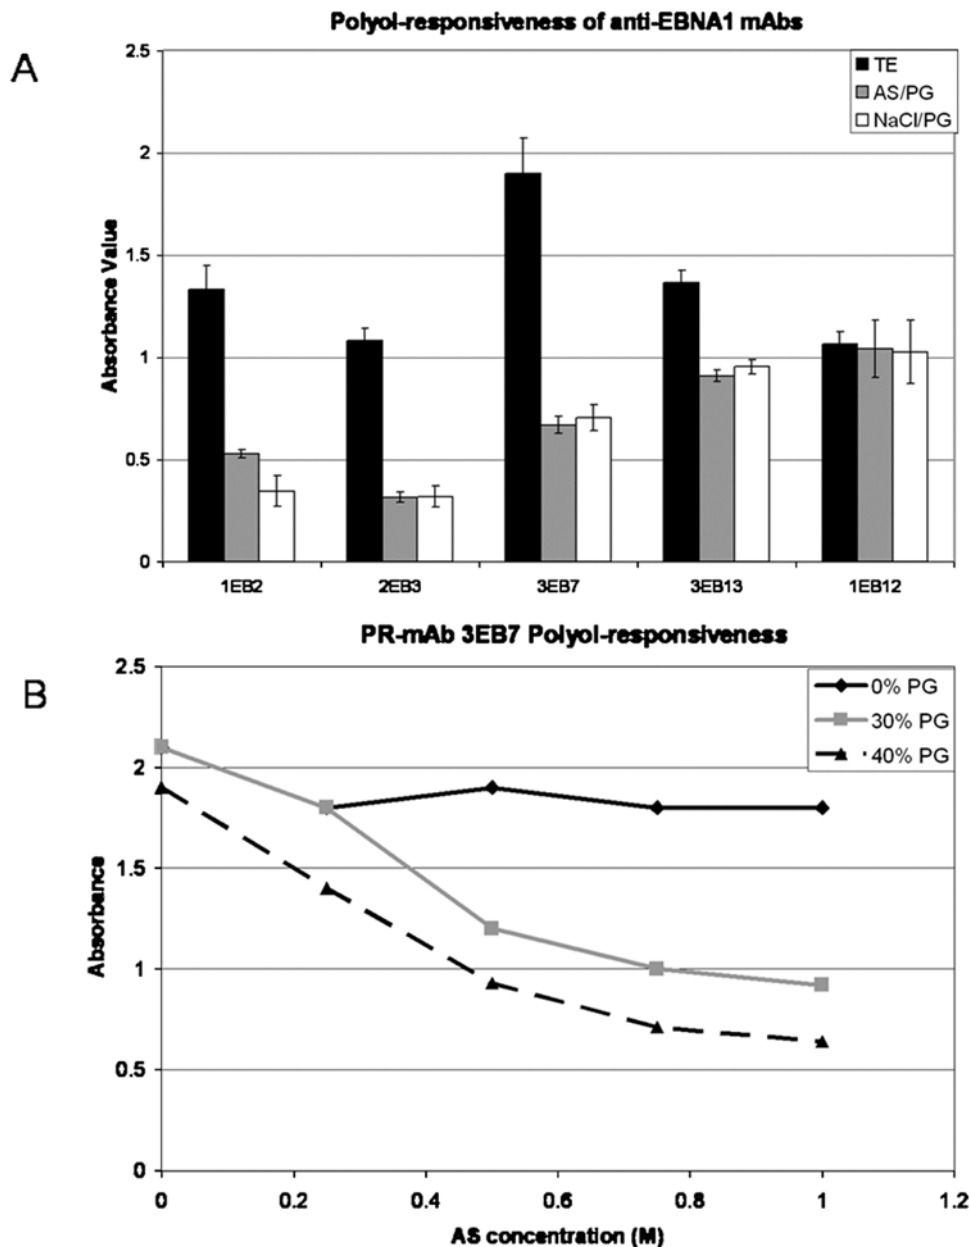 Polyol-responsiveness of anti-EBNA1 mAbs
A
2.5
2
1.5
1
0.5
0
Absorbance Value
TE
AS/PG
NaCl/PG
1EB2 2EB3 3EB7 3EB13 1EB12
PR-mAb 3EB7 Polyol-responsiveness
B
2.5
2
1.5
1
0.5
0
Absorbance
0% PG
30% PG
40% PG
0 0.2 0.4 0.6 0.8 1 1.2
AS concentration (M)